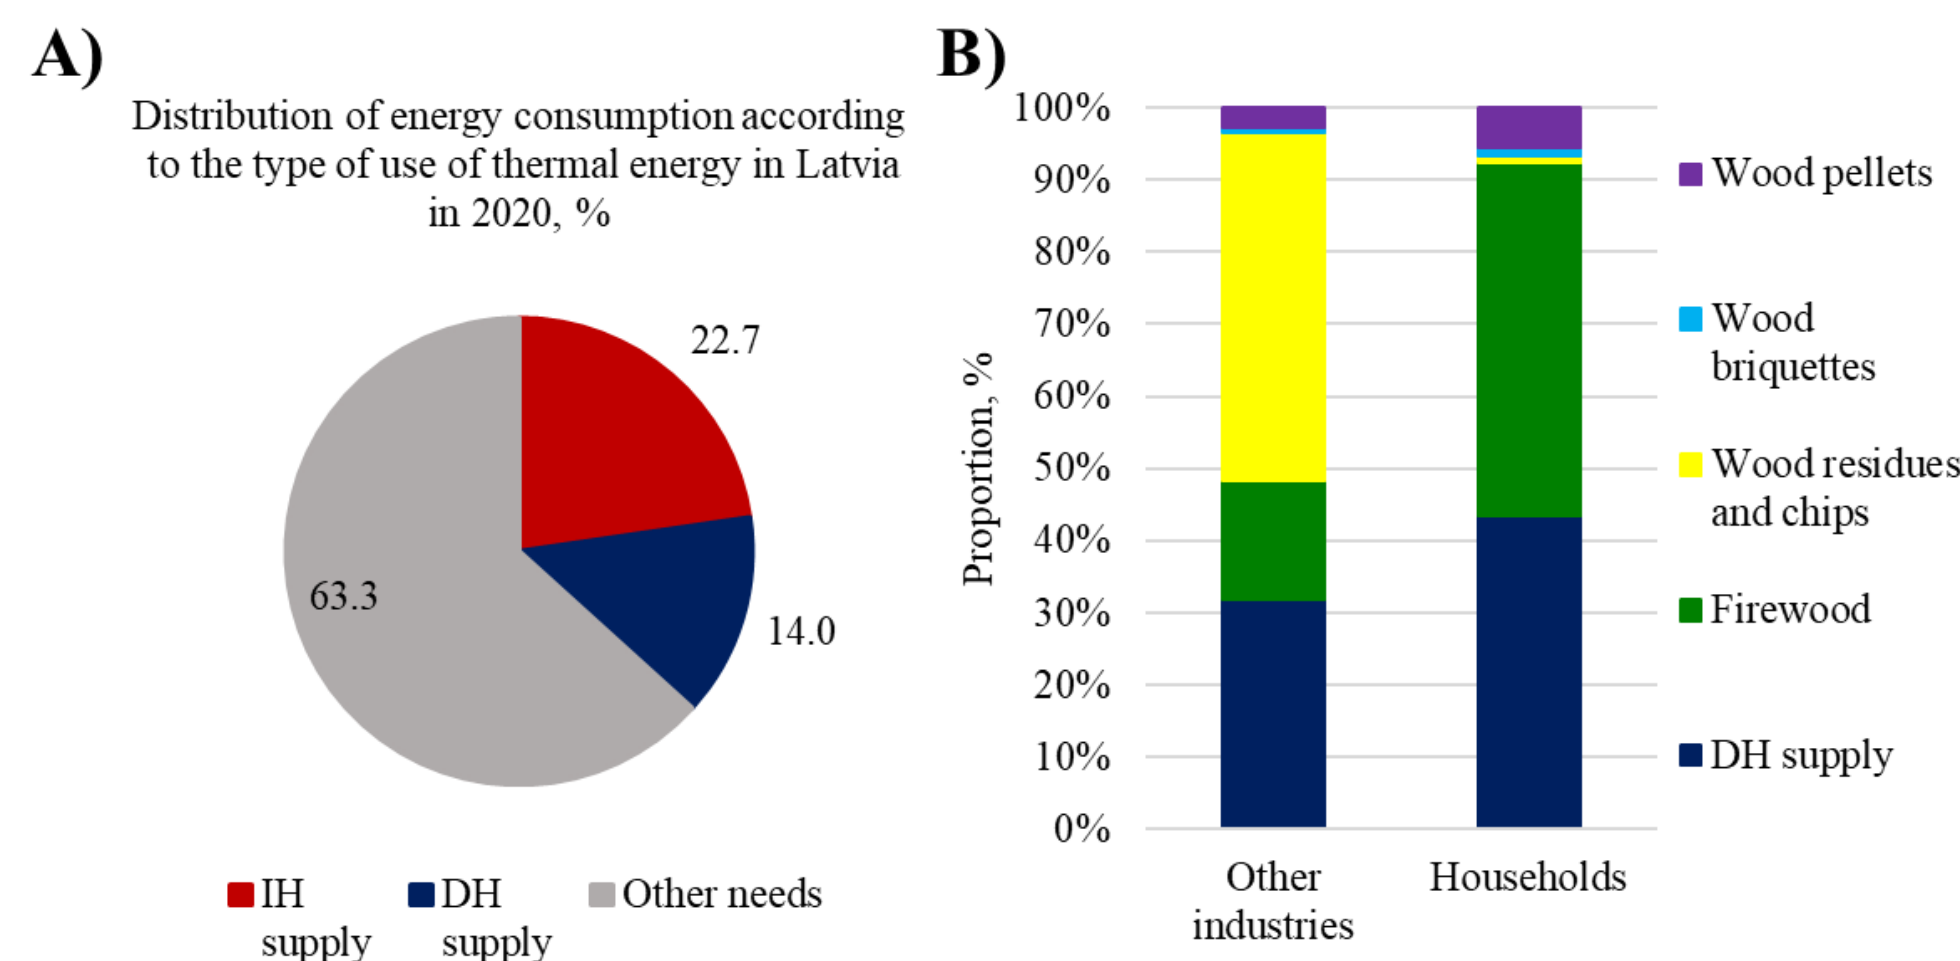 A)
Distribution of energy consumption according
to the type of use of thermal energy in Latvia
in 2020, %
22.7
14.0
63.3
IH
supply
DH
supply
Other needs
B)
Proportion, %
100%
90%
80%
70%
60%
50%
40%
30%
20%
10%
0%
Other
industries
Households
Wood pellets
Wood
briquettes
Wood residues
and chips
Firewood
DH supply